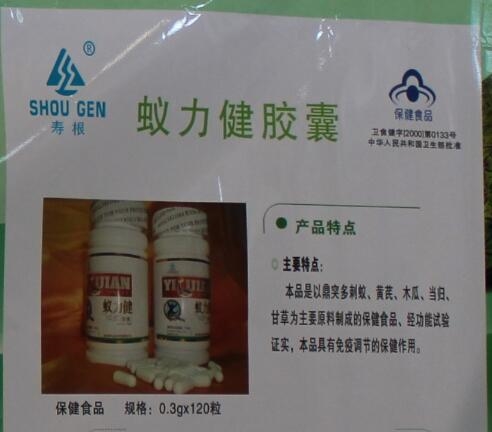 ®
SHOU GEN
寿根
蚁力健胶囊
保健食品
卫食健字[2000]第0133号
中华人民共和国卫生部批准
产品特点
主要特点：
本品是以鼎突多刺蚁、黄芪、木瓜、当归、
甘草为主要原料制成的保健食品、经功能试验
证实，本品具有免疫调节的保健作用。
YILIJIAN
蚁力健
蚁力健
保健食品 规格：0.3gx120粒